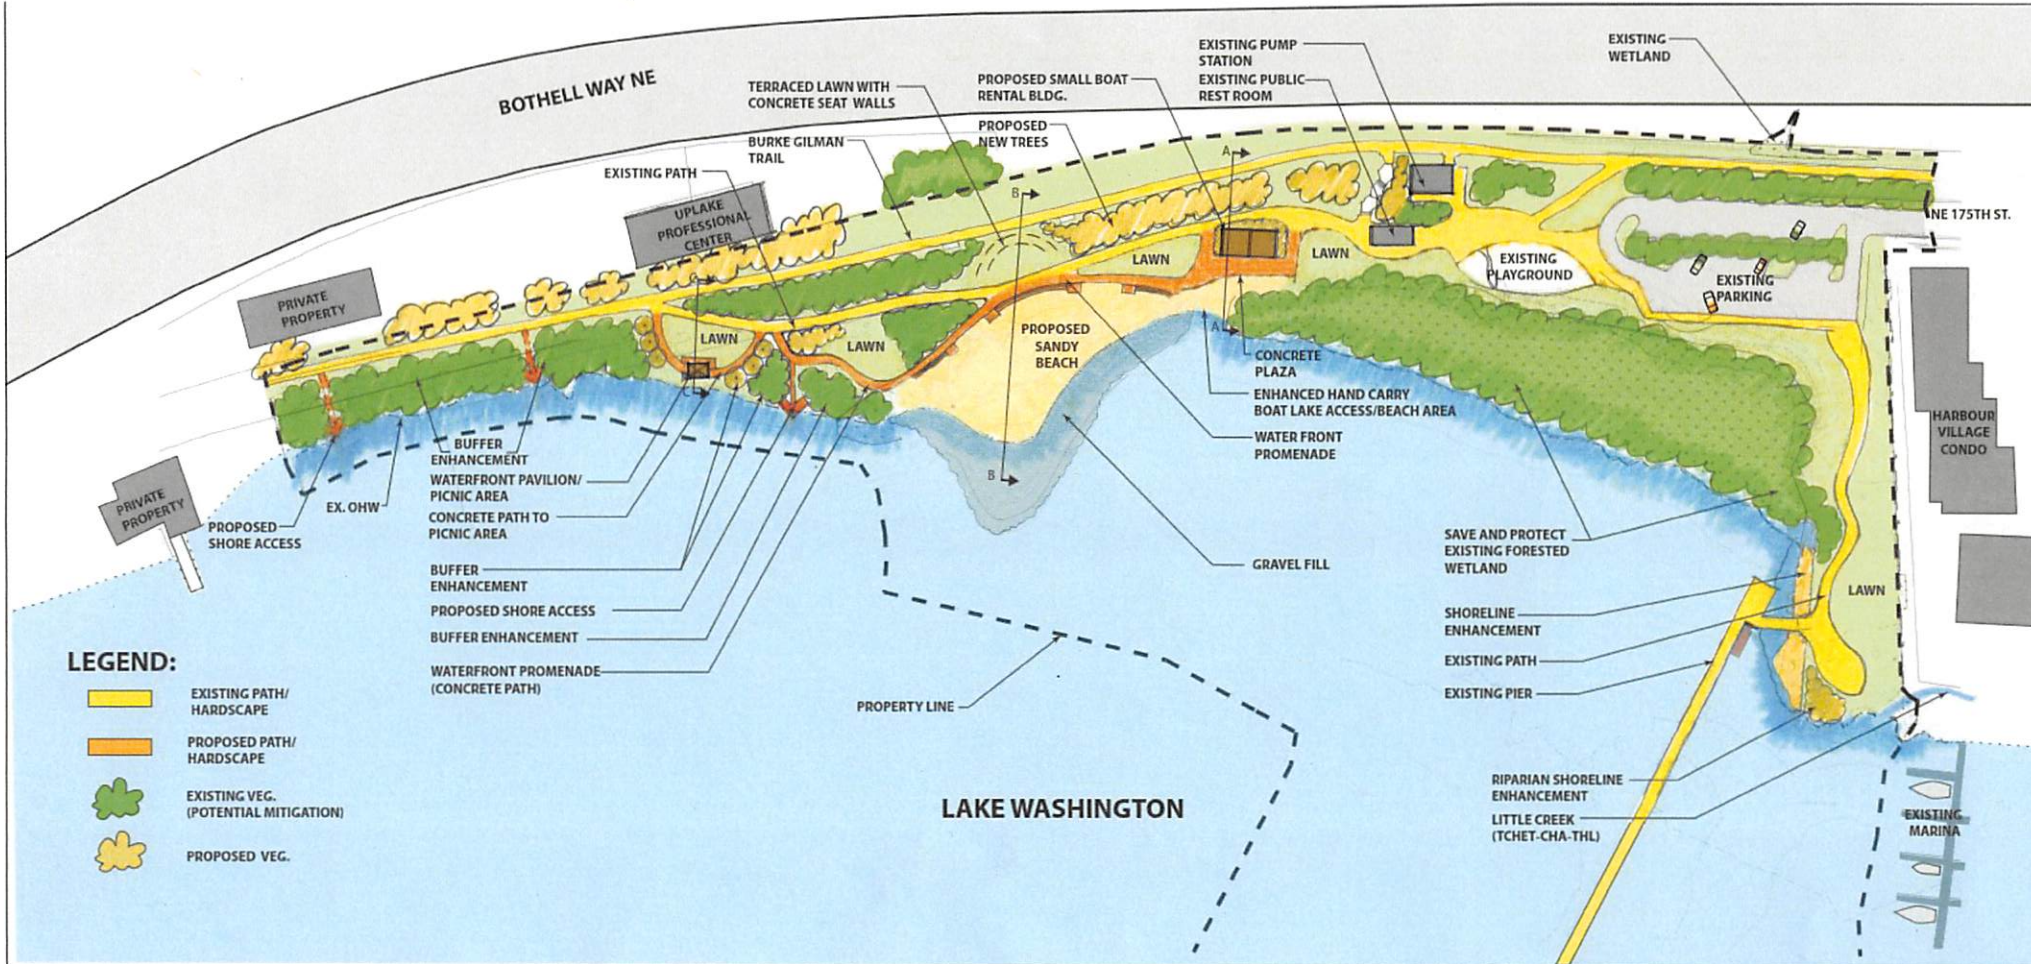 BOTHELL WAY NE
EXISTING PUMP
STATION
EXISTING PUBLIC
REST ROOM
EXISTING
WETLAND
TERRACED LAWN WITH
CONCRETE SEAT WALLS
PROPOSED SMALL BOAT
RENTAL BLDG.
PROPOSED
NEW TREES
BURKE GILMAN
TRAIL
EXISTING PATH
UPLAKE
PROFESSIONAL
CENTER
A
B
NE 175TH ST.
PRIVATE
PROPERTY
LAWN
LAWN
EXISTING
PLAYGROUND
EXISTING
PARKING
C
LAWN
LAWN
PROPOSED
SANDY
BEACH
A
CONCRETE
PLAZA
C
ENHANCED HAND CARRY
BOAT LAKE ACCESS/BEACH AREA
WATER FRONT
PROMENADE
HARBOUR
VILLAGE
CONDO
BUFFER
ENHANCEMENT
WATERFRONT PAVILION/
PICNIC AREA
B
PRIVATE
PROPERTY
EX. OHW
CONCRETE PATH TO
PICNIC AREA
PROPOSED
SHORE ACCESS
SAVE AND PROTECT
EXISTING FORESTED
WETLAND
GRAVEL FILL
BUFFER
ENHANCEMENT
LAWN
PROPOSED SHORE ACCESS
SHORELINE
ENHANCEMENT
BUFFER ENHANCEMENT
EXISTING PATH
WATERFRONT PROMENADE
(CONCRETE PATH)
EXISTING PIER
PROPERTY LINE
LEGEND:
EXISTING PATH/
HARDSCAPE
PROPOSED PATH/
HARDSCAPE
EXISTING VEG.
(POTENTIAL MITIGATION)
PROPOSED VEG.
LAKE WASHINGTON
RIPARIAN SHORELINE
ENHANCEMENT
LITTLE CREEK
(TCHET-CHA-THL)
EXISTING
MARINA